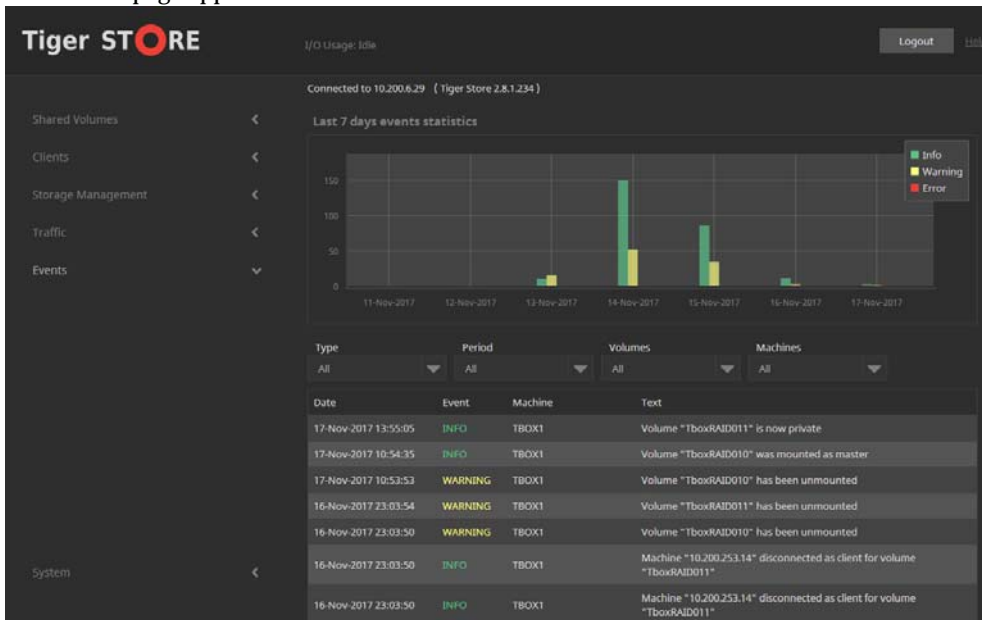 Tiger STORE
I/O Usage: Idle
Logout
Connected to 10.200.6.29 ( Tiger Store 2.8.1.234 )
Shared Volumes
Clients
Storage Management
Traffic
Events
System
Last 7 days events statistics
Info
Warning
Error
150
100
50
0
11-Nov-2017 12-Nov-2017 13-Nov-2017 14-Nov-2017 15-Nov-2017 16-Nov-2017 17-Nov-2017
Type Period Volumes Machines
All All All All
Date Event Machine Text
17-Nov-2017 13:55:05 INFO TBOX1 Volume "TboxRAID011" is now private
17-Nov-2017 10:54:35 INFO TBOX1 Volume "TboxRAID010" was mounted as master
17-Nov-2017 10:53:53 WARNING TBOX1 Volume "TboxRAID010" has been unmounted
16-Nov-2017 23:03:54 WARNING TBOX1 Volume "TboxRAID011" has been unmounted
16-Nov-2017 23:03:50 WARNING TBOX1 Volume "TboxRAID010" has been unmounted
16-Nov-2017 23:03:50 INFO TBOX1 Machine "10.200.253.14" disconnected as client for volume
"TboxRAID011"
16-Nov-2017 23:03:50 INFO TBOX1 Machine "10.200.253.14" disconnected as client for volume
"TboxRAID011"